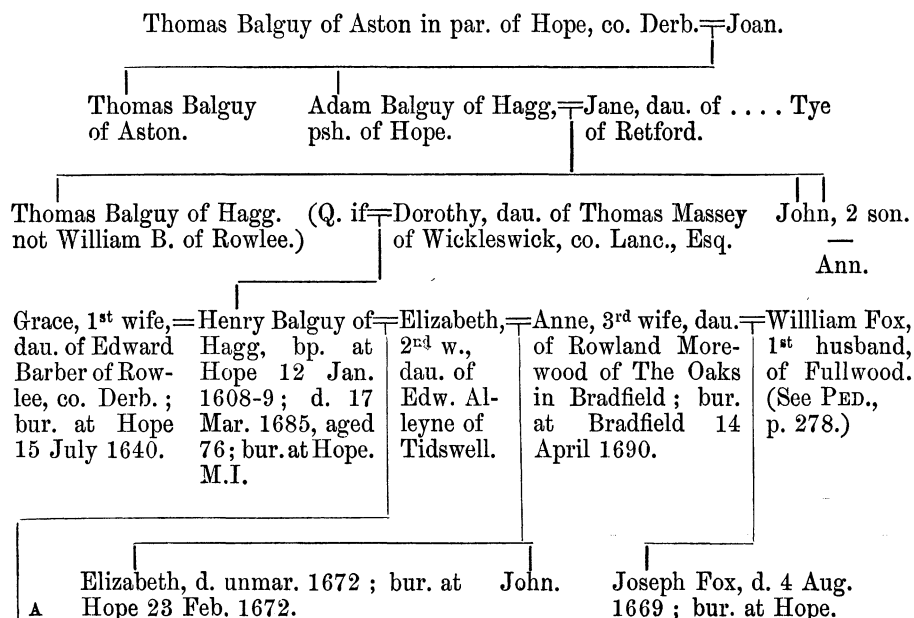 Thomas Balguy of Aston in par. of Hope, co. Derb.=Joan.
Thomas Balguy
of Aston.
Adam Balguy of Hagg,=Jane, dau. of .... Tye
psh. of Hope.
of Retford.
Thomas Balguy of Hagg. (Q. if=Dorothy, dau. of Thomas Massey
not William B. of Rowlee.)
of Wickleswick, co. Lanc., Esq.
John, 2 son.
—
Ann.
Grace, 1st wife,=
dau. of Edward
Barber of Row-
lee, co. Derb. ;
bur. at Hope
15 July 1640.
Henry Balguy of=
Hagg, bp. at
Hope 12 Jan.
1608-9 ; d. 17
Mar. 1685, aged
76 ; bur. at Hope.
M.I.
Elizabeth,=
2nd w.,
dau. of
Edw. Al-
leyne of
Tidswell.
Anne, 3rd wife, dau.=
of Rowland More-
wood of The Oaks
in Bradfield ; bur.
at Bradfield 14
April 1690.
Willliam Fox,
1st husband,
of Fullwood.
(See PED.,
p. 278.)
A
Elizabeth, d. unmar. 1672 ; bur. at
Hope 23 Feb. 1672.
John.
Joseph Fox, d. 4 Aug.
1669 ; bur. at Hope.